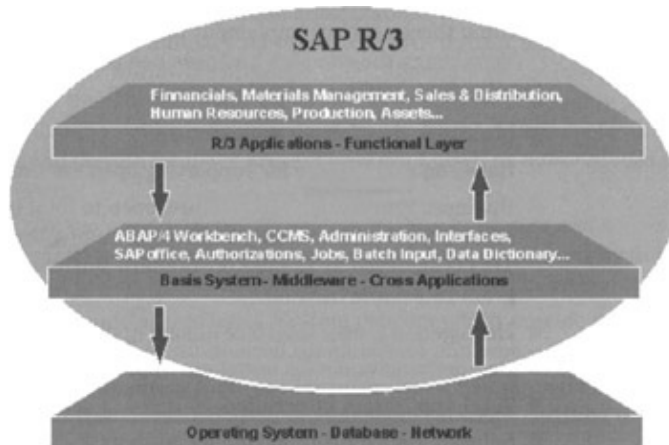 SAP R/3
Finnancials, Materials Management, Sales & Distribution,
Human Resources, Production, Assets...
R/3 Applications - Functional Layer
ABAP/4 Workbench, CCMS, Administration, Interfaces,
SAPoffice, Authorizations, Jobs, Batch Input, Data Dictionary...
Basis System - Middleware - Cross Applications
Operating System - Database - Network